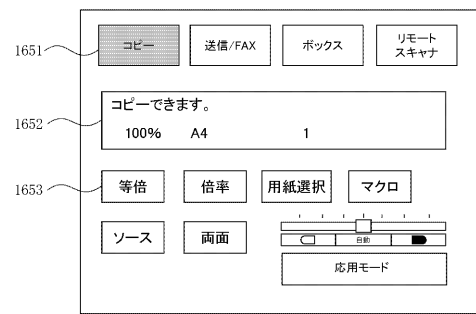 1651
コピー
送信/FAX
ボックス
リモート
スキャナ
1652
コピーできます。
100% A4 1
1653
等倍
倍率
用紙選択
マクロ
ソース
両面
自動
応用モード